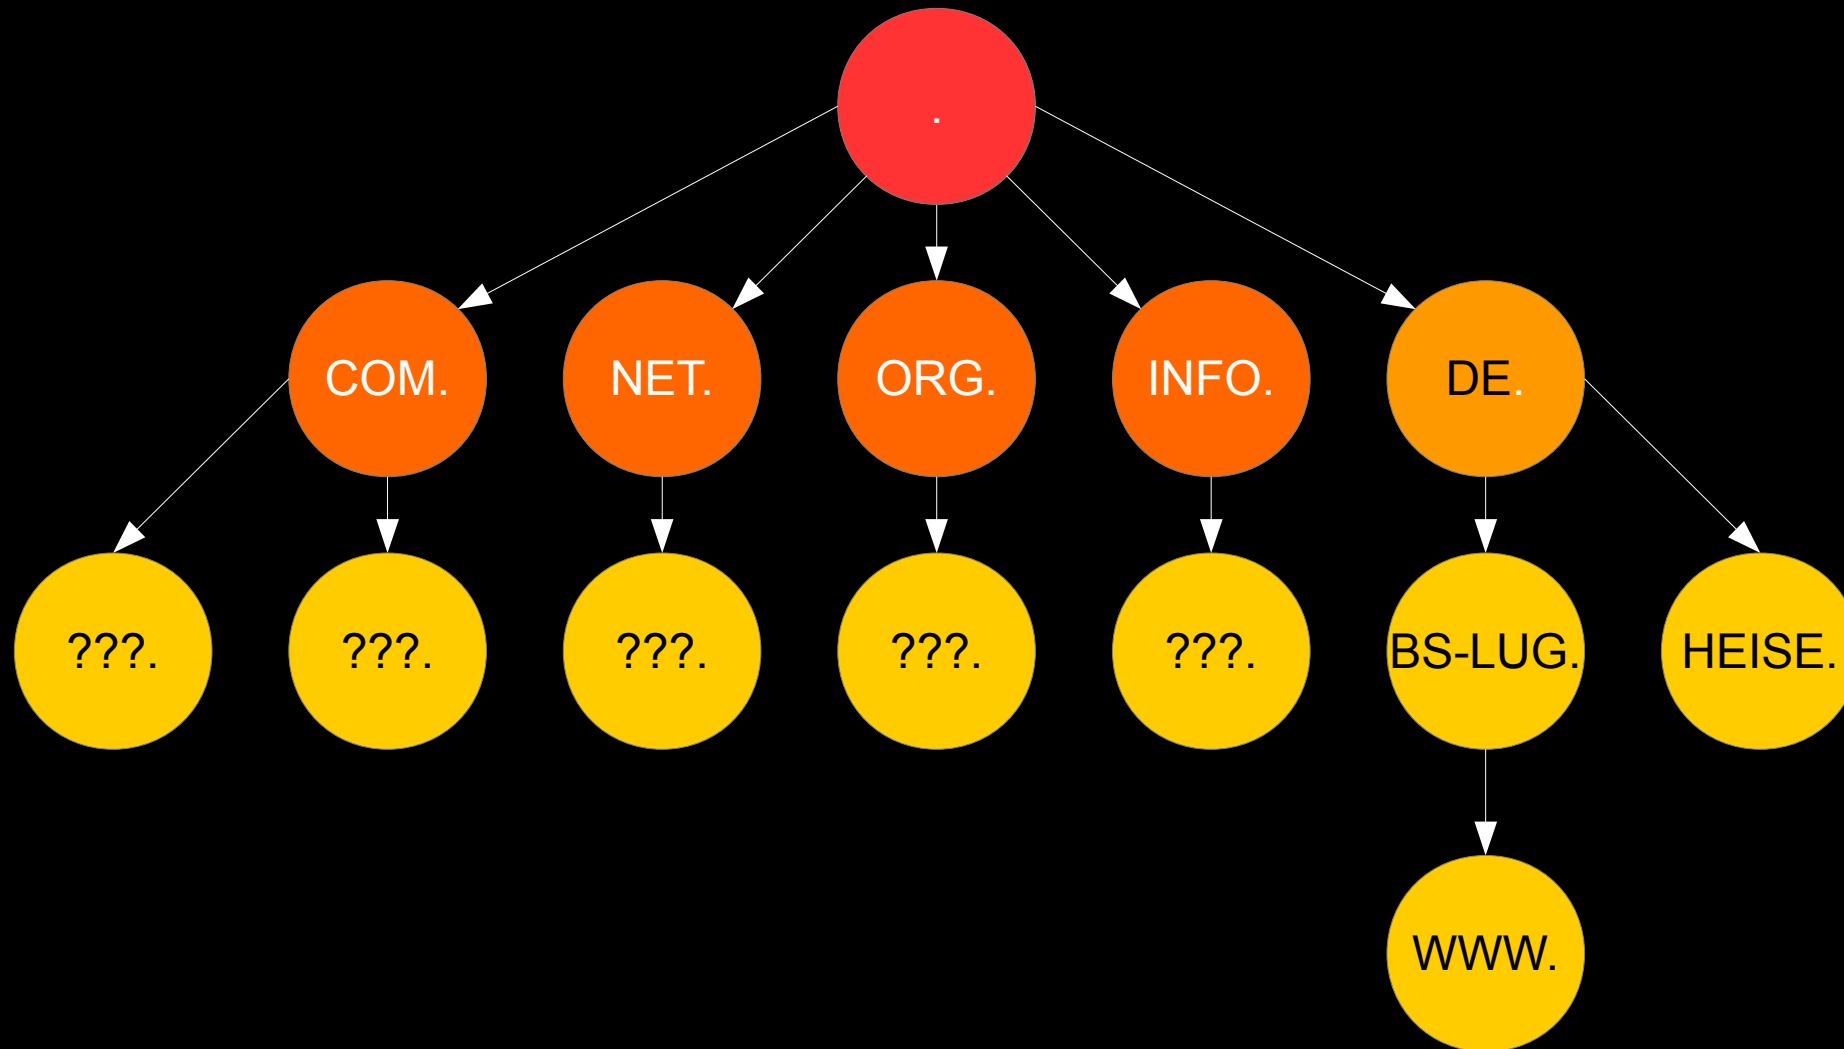 .
COM.
NET.
ORG.
INFO.
DE.
???.
???.
???.
???.
???.
BS-LUG.
HEISE.
WWW.